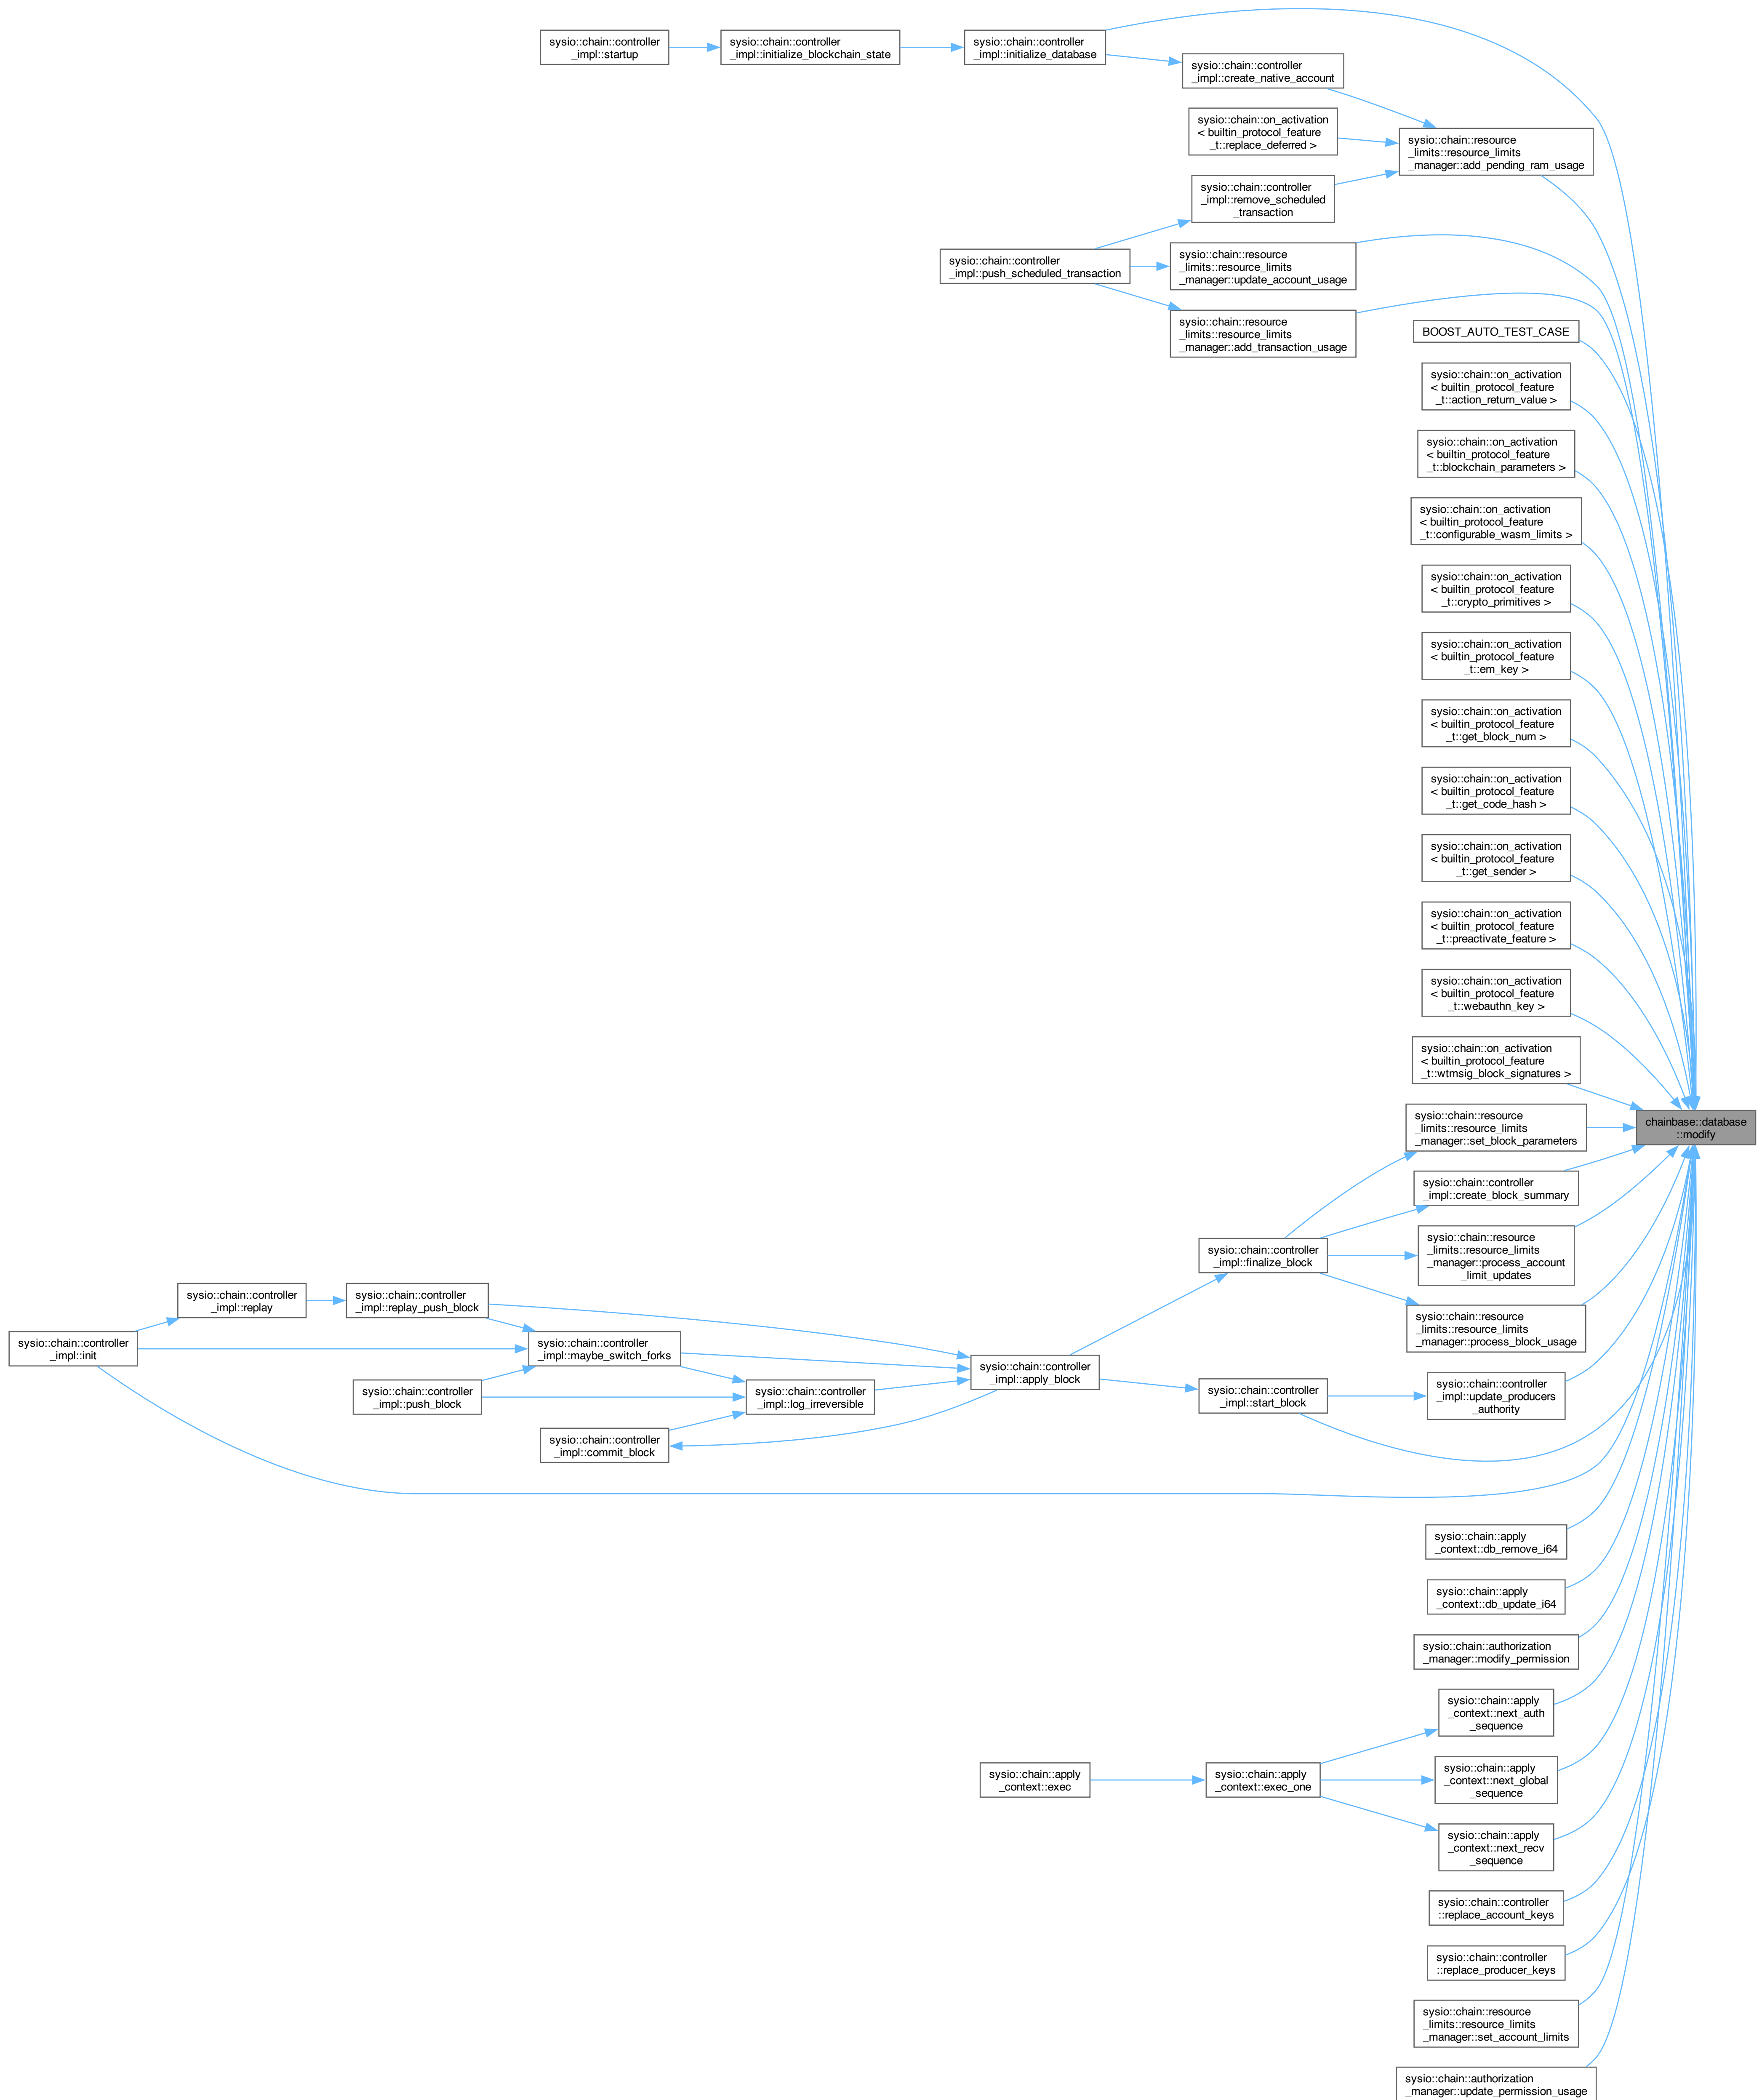 sysio::chain::controller
_impl::startup
sysio::chain::controller
_impl::initialize_blockchain_state
sysio::chain::controller
_impl::initialize_database
sysio::chain::controller
_impl::create_native_account
sysio::chain::on_activation
< builtin_protocol_feature
_t::replace_deferred >
sysio::chain::resource
_limits::resource_limits
_manager::add_pending_ram_usage
sysio::chain::controller
_impl::remove_scheduled
_transaction
sysio::chain::controller
_impl::push_scheduled_transaction
sysio::chain::resource
_limits::resource_limits
_manager::update_account_usage
sysio::chain::resource
_limits::resource_limits
_manager::add_transaction_usage
BOOST_AUTO_TEST_CASE
sysio::chain::on_activation
< builtin_protocol_feature
_t::action_return_value >
sysio::chain::on_activation
< builtin_protocol_feature
_t::blockchain_parameters >
sysio::chain::on_activation
< builtin_protocol_feature
_t::configurable_wasm_limits >
sysio::chain::on_activation
< builtin_protocol_feature
_t::crypto_primitives >
sysio::chain::on_activation
< builtin_protocol_feature
_t::em_key >
sysio::chain::on_activation
< builtin_protocol_feature
_t::get_block_num >
sysio::chain::on_activation
< builtin_protocol_feature
_t::get_code_hash >
sysio::chain::on_activation
< builtin_protocol_feature
_t::get_sender >
sysio::chain::on_activation
< builtin_protocol_feature
_t::preactivate_feature >
sysio::chain::on_activation
< builtin_protocol_feature
_t::webauthn_key >
sysio::chain::on_activation
< builtin_protocol_feature
_t::wtmsig_block_signatures >
chainbase::database
::modify
sysio::chain::resource
_limits::resource_limits
_manager::set_block_parameters
sysio::chain::controller
_impl::create_block_summary
sysio::chain::controller
_impl::finalize_block
sysio::chain::resource
_limits::resource_limits
_manager::process_account
_limit_updates
sysio::chain::resource
_limits::resource_limits
_manager::process_block_usage
sysio::chain::controller
_impl::replay
sysio::chain::controller
_impl::replay_push_block
sysio::chain::controller
_impl::init
sysio::chain::controller
_impl::maybe_switch_forks
sysio::chain::controller
_impl::apply_block
sysio::chain::controller
_impl::push_block
sysio::chain::controller
_impl::log_irreversible
sysio::chain::controller
_impl::start_block
sysio::chain::controller
_impl::update_producers
_authority
sysio::chain::controller
_impl::commit_block
sysio::chain::apply
_context::db_remove_i64
sysio::chain::apply
_context::db_update_i64
sysio::chain::authorization
_manager::modify_permission
sysio::chain::apply
_context::next_auth
_sequence
sysio::chain::apply
_context::exec
sysio::chain::apply
_context::exec_one
sysio::chain::apply
_context::next_global
_sequence
sysio::chain::apply
_context::next_recv
_sequence
sysio::chain::controller
::replace_account_keys
sysio::chain::controller
::replace_producer_keys
sysio::chain::resource
_limits::resource_limits
_manager::set_account_limits
sysio::chain::authorization
_manager::update_permission_usage